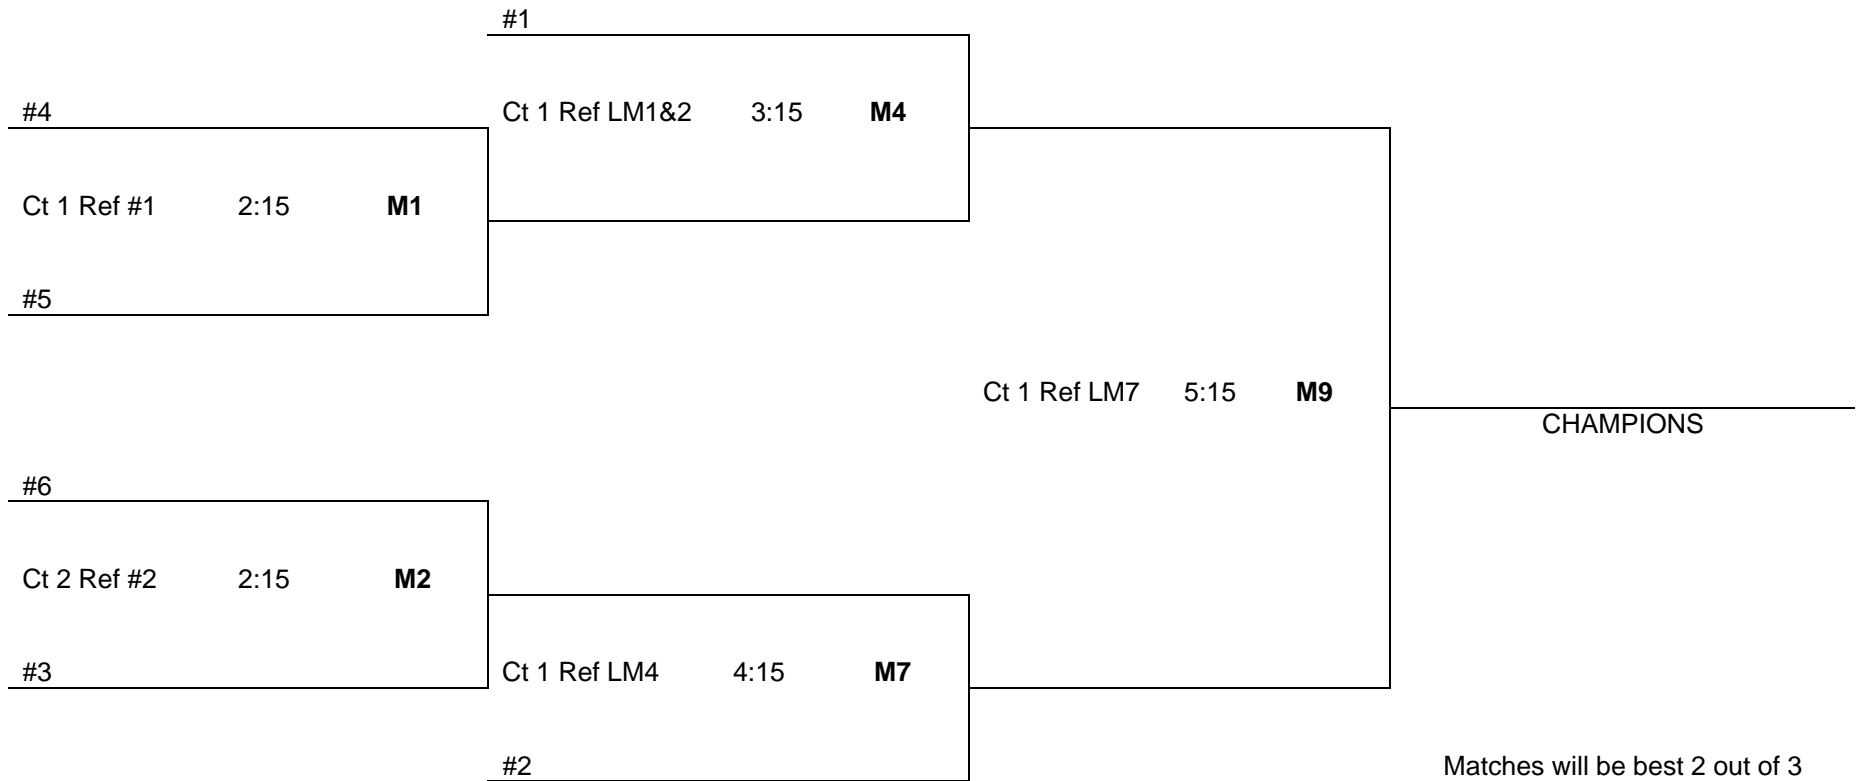 #1
#4
Ct 1 Ref LM1&2 3:15 M4
Ct 1 Ref #1 2:15 M1
#5
Ct 1 Ref LM7 5:15 M9
CHAMPIONS
#6
Ct 2 Ref #2 2:15 M2
#3
Ct 1 Ref LM4 4:15 M7
#2
Matches will be best 2 out of 3